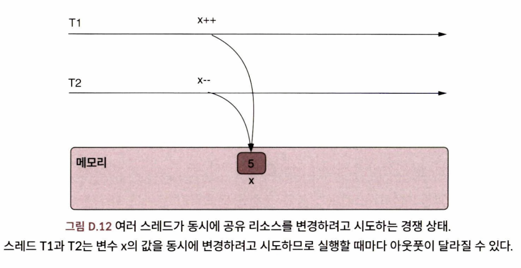 T1
x++
T2
x--
메모리
5
x
그림 D.12 여러 스레드가 동시에 공유 리소스를 변경하려고 시도하는 경쟁 상태.
스레드 T1과 T2는 변수 x의 값을 동시에 변경하려고 시도하므로 실행할 때마다 아웃풋이 달라질 수 있다.